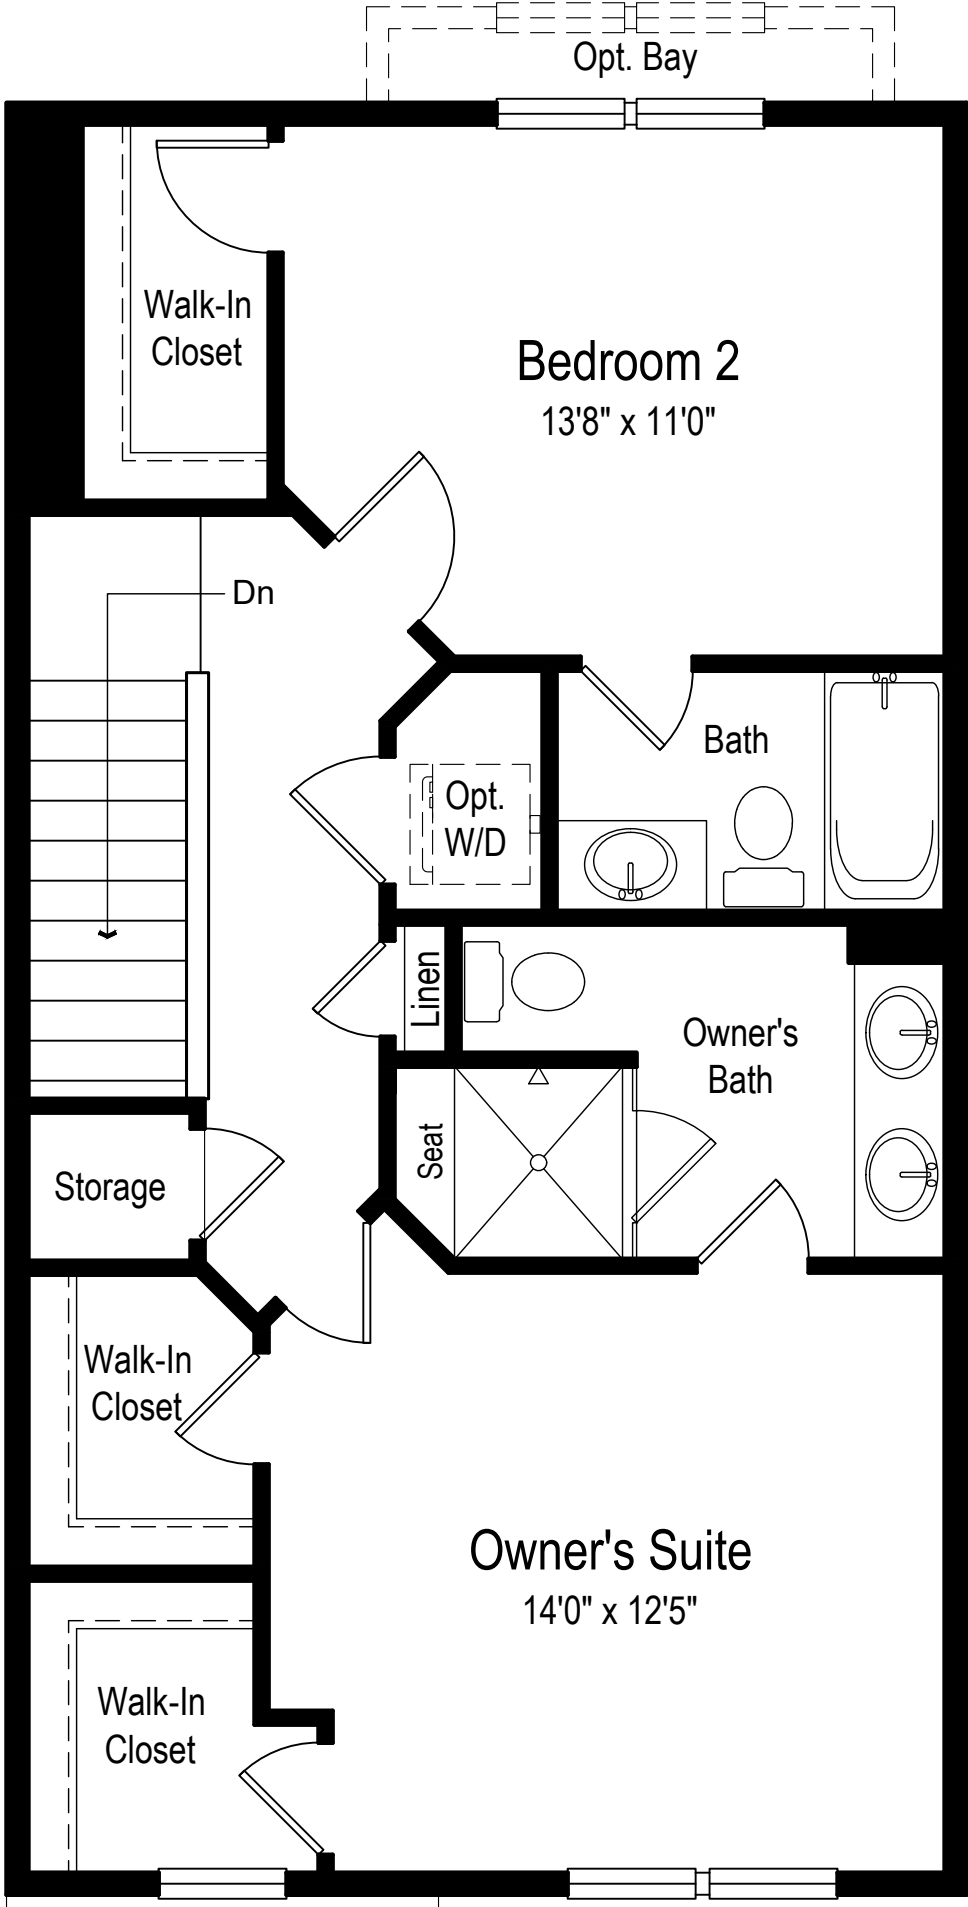 Opt. Bay
Walk-In
Closet
Bedroom 2
13'8" x 11'0"
Dn
Bath
Opt.
W/D
Linen
Owner's
Bath
Seat
Storage
Walk-In
Closet
Owner's Suite
14'0" x 12'5"
Walk-In
Closet